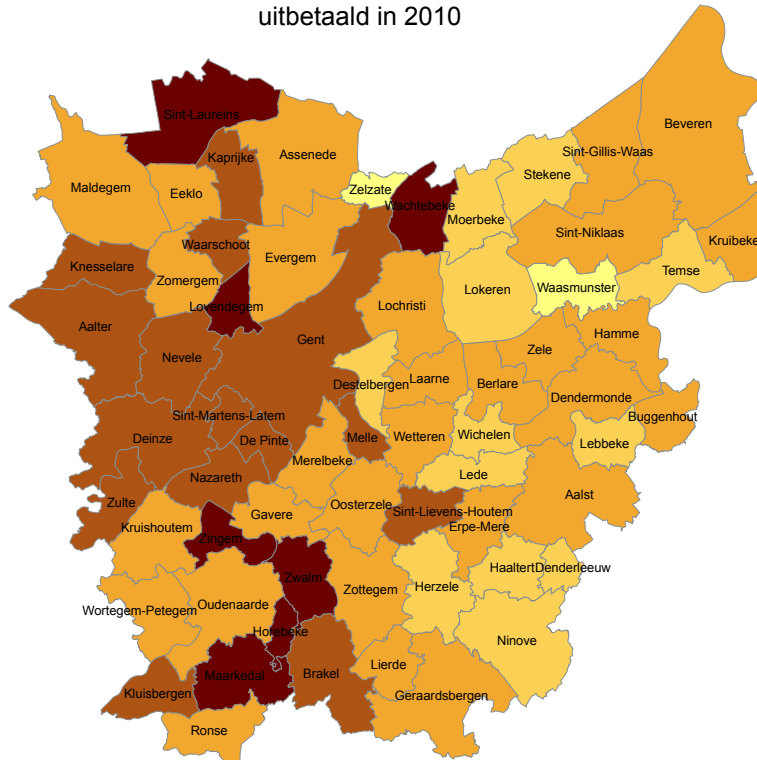 uitbetaald in 2010
Sint-Laureins
Beveren
Kaprijke
Assenede
Sint-Gillis-Waas
Stekene
Maldegem
Eeklo
Zelzate
Wachtebeke
Moerbeke
Sint-Niklaas
Kruibeke
Waarschoot
Evergem
Knesselare
Zomergem
Temse
Lokeren
Waasmunster
Lovendegem
Lochristi
Aalter
Gent
Hamme
Zele
Nevele
Destelbergen
Laarne
Berlare
Dendermonde
Sint-Martens-Latem
Buggenhout
Deinze
De Pinte
Melle
Wetteren
Wichelen
Lebbeke
Merelbeke
Nazareth
Lede
Aalst
Zulte
Kruishoutem
Gavere
Oosterzele
Sint-Lievens-Houtem
Erpe-Mere
Zingem
Zwalm
Haaltert
Denderleeuw
Herzele
Zottegem
Wortegem-Petegem
Oudenaarde
Horebeke
Ninove
Lierde
Maarkedal
Brakel
Kluisbergen
Geraardsbergen
Ronse